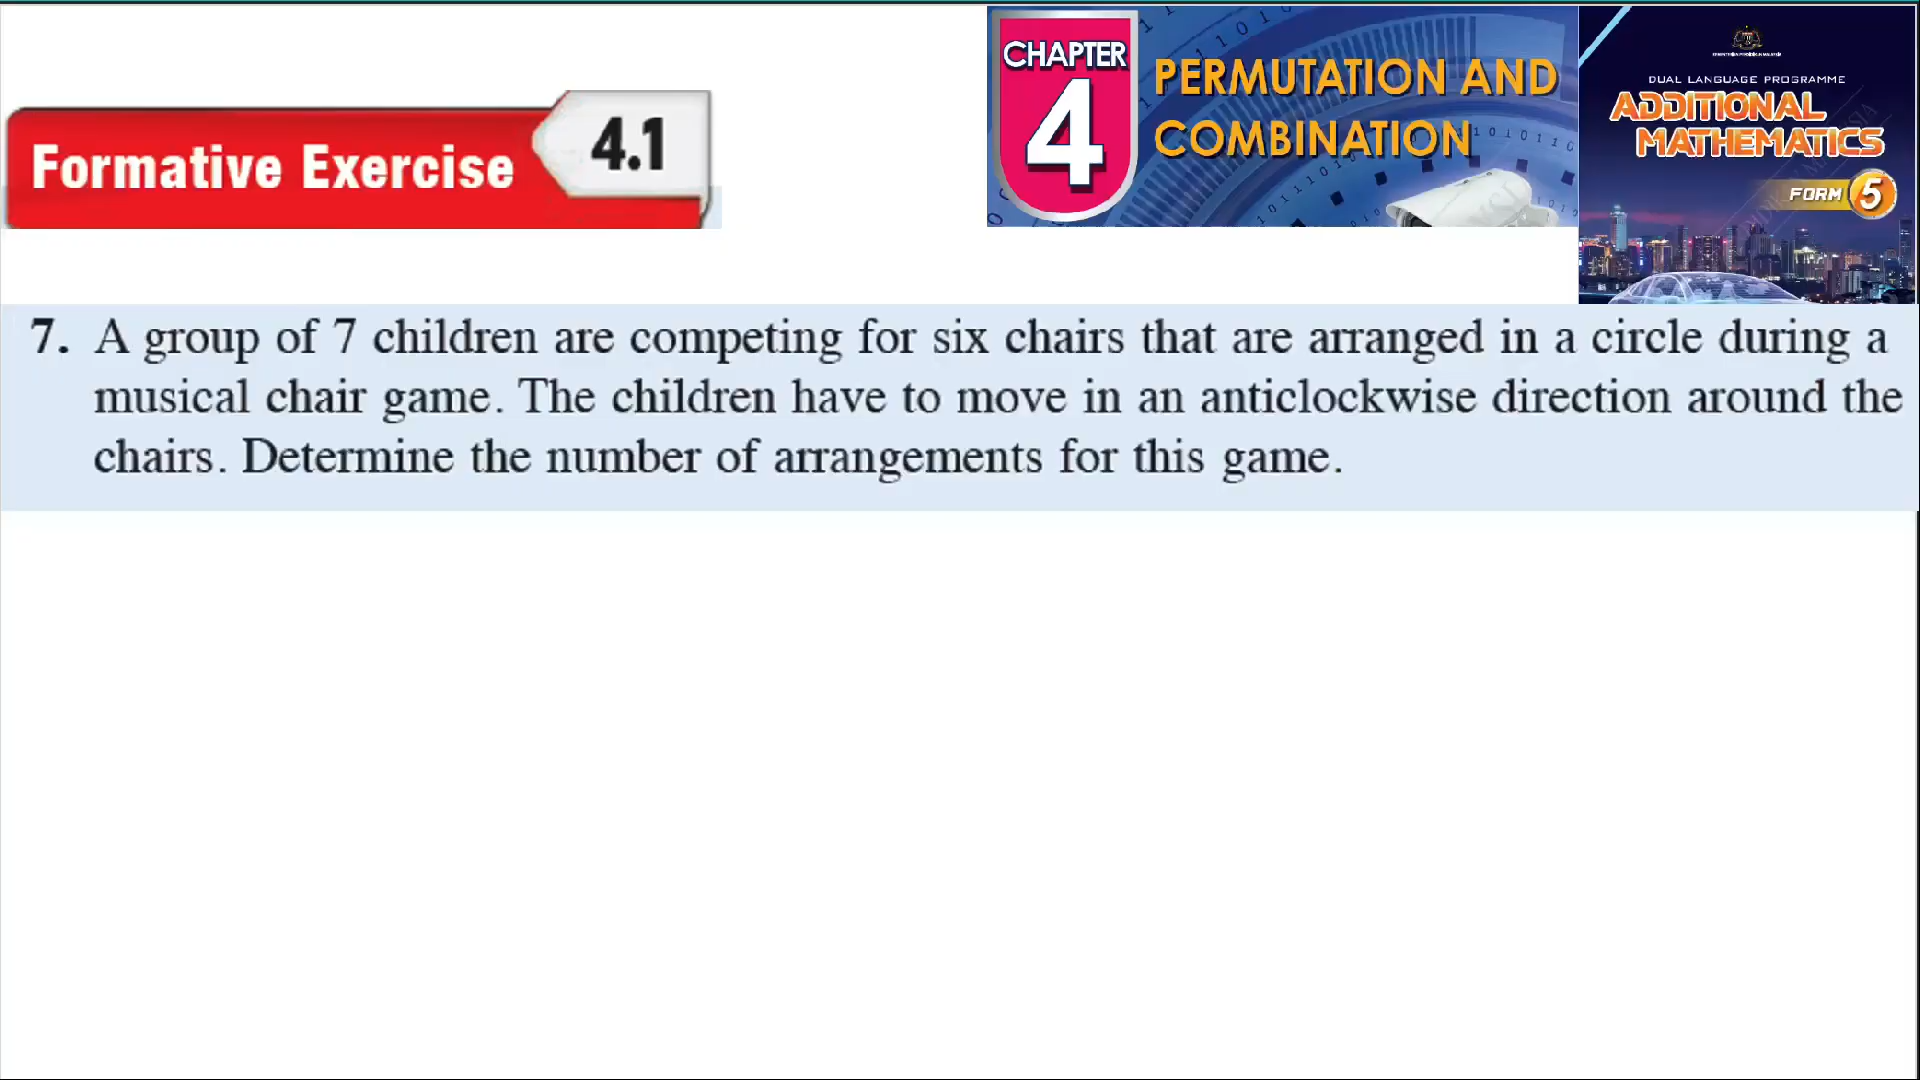 CHAPTER
4
PERMUTATION AND
COMBINATION
DUAL LANGUAGE PROGRAMME
ADDITIONAL
MATHEMATICS
FORM 5
Formative Exercise 4.1
7. A group of 7 children are competing for six chairs that are arranged in a circle during a
musical chair game. The children have to move in an anticlockwise direction around the
chairs. Determine the number of arrangements for this game.